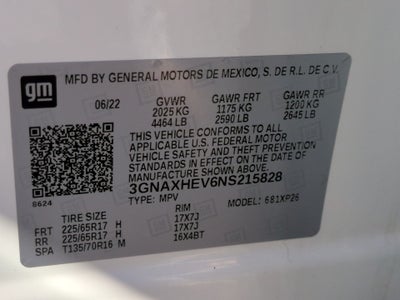 gm
MFD BY GENERAL MOTORS DE MEXICO, S. DE R.L. DE C.V.
06/22 GVWR GAWR FRT GAWR RR
2025 KG 1175 KG 1200 KG
4464 LB 2590 LB 2645 LB
THIS VEHICLE CONFORMS TO ALL
APPLICABLE U.S. FEDERAL MOTOR
VEHICLE SAFETY AND THEFT PREVENTION
STANDARDS IN EFFECT ON THE DATE OF
MANUFACTURE SHOWN ABOVE.
3GNAXHEV6NS215828
8624 TYPE: MPV MODEL: 681XP26
TIRE SIZE RIM
FRT 225/65R17 H 17X7J
RR 225/65R17 H 17X7J
SPA T135/70R16 M 16X4BT